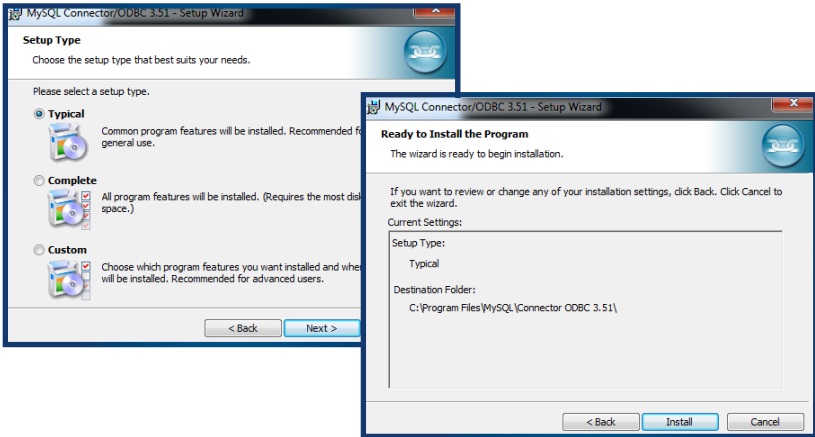 MySQL Connector/ODBC 3.51 - Setup Wizard
Setup Type
Choose the setup type that best suits your needs.
Please select a setup type.
Typical
Common program features will be installed. Recommended fo
general use.
Complete
All program features will be installed. (Requires the most disk
space.)
Custom
Choose which program features you want installed and whe
will be installed. Recommended for advanced users.
< Back
Next >
MySQL Connector/ODBC 3.51 - Setup Wizard
Ready to Install the Program
The wizard is ready to begin installation.
If you want to review or change any of your installation settings, click Back. Click Cancel to
exit the wizard.
Current Settings:
Setup Type:
Typical
Destination Folder:
C:\Program Files\MySQL\Connector ODBC 3.51\
< Back
Install
Cancel